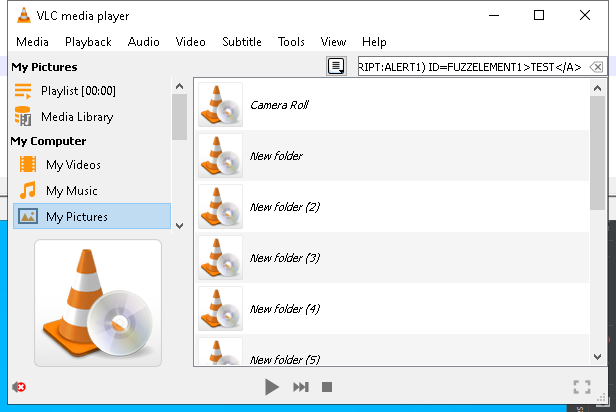 VLC media player
Media Playback Audio Video Subtitle Tools View Help
My Pictures
RIPT:ALERT1) ID=FUZZELEMENT1>TEST</A>
Playlist [00:00]
Media Library
My Computer
My Videos
My Music
My Pictures
Camera Roll
New folder
New folder (2)
New folder (3)
New folder (4)
New folder (5)